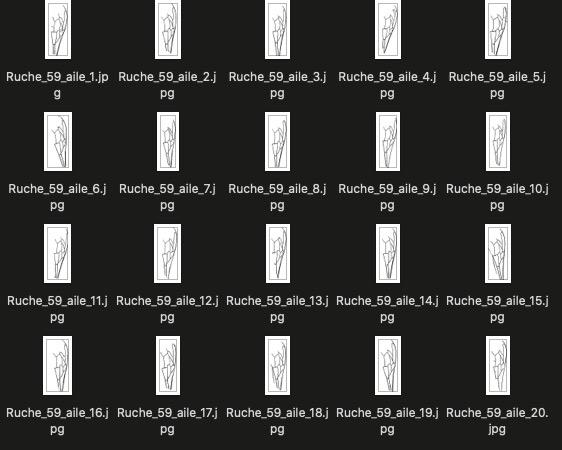 Ruche_59_aile_1.jp
g
Ruche_59_aile_2.j
pg
Ruche_59_aile_3.j
pg
Ruche_59_aile_4.j
pg
Ruche_59_aile_5.j
pg
Ruche_59_aile_6.j
pg
Ruche_59_aile_7.j
pg
Ruche_59_aile_8.j
pg
Ruche_59_aile_9.j
pg
Ruche_59_aile_10.j
pg
Ruche_59_aile_11.j
pg
Ruche_59_aile_12.j
pg
Ruche_59_aile_13.j
pg
Ruche_59_aile_14.j
pg
Ruche_59_aile_15.j
pg
Ruche_59_aile_16.j
pg
Ruche_59_aile_17.j
pg
Ruche_59_aile_18.j
pg
Ruche_59_aile_19.j
pg
Ruche_59_aile_20.
jpg